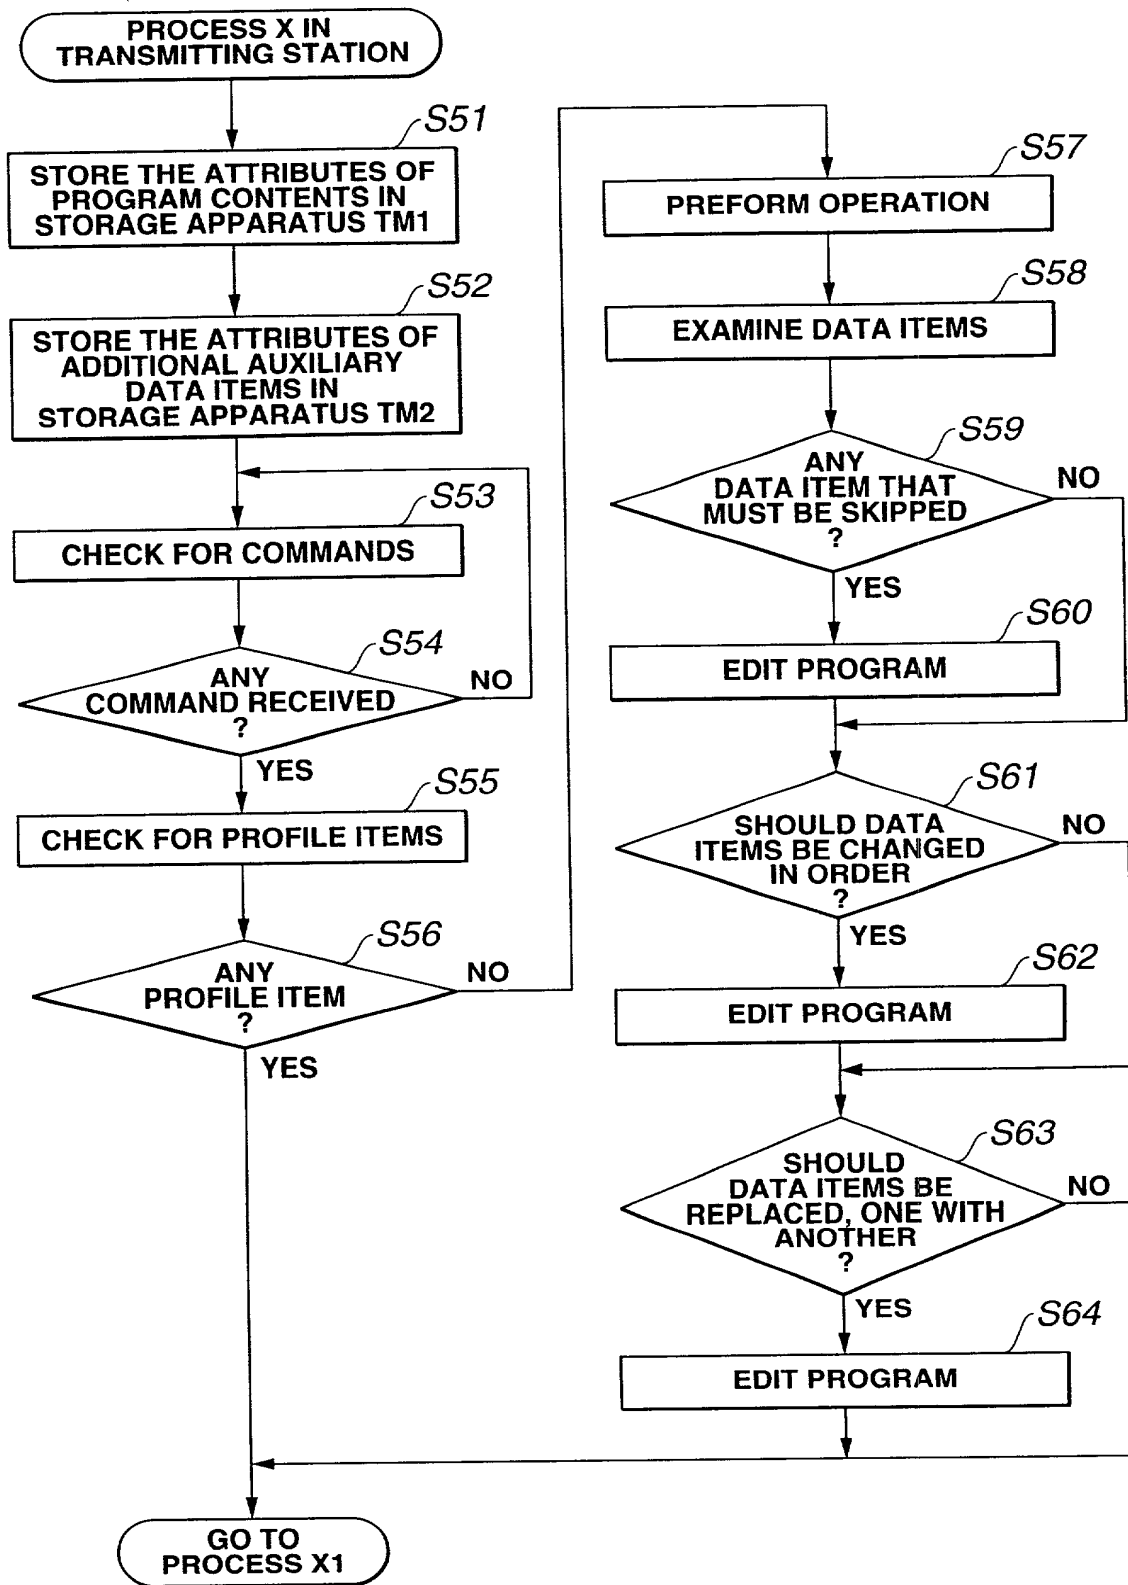 PROCESS X IN
TRANSMITTING STATION
S51
STORE THE ATTRIBUTES OF
PROGRAM CONTENTS IN
STORAGE APPARATUS TM1
S52
STORE THE ATTRIBUTES OF
ADDITIONAL AUXILIARY
DATA ITEMS IN
STORAGE APPARATUS TM2
S53
CHECK FOR COMMANDS
S54
ANY
COMMAND RECEIVED
?
NO
YES
S55
CHECK FOR PROFILE ITEMS
S56
ANY
PROFILE ITEM
?
NO
YES
S57
PREFORM OPERATION
S58
EXAMINE DATA ITEMS
S59
ANY
DATA ITEM THAT
MUST BE SKIPPED
?
NO
YES
S60
EDIT PROGRAM
S61
SHOULD DATA
ITEMS BE CHANGED
IN ORDER
?
NO
YES
S62
EDIT PROGRAM
S63
SHOULD
DATA ITEMS BE
REPLACED, ONE WITH
ANOTHER
?
NO
YES
S64
EDIT PROGRAM
GO TO
PROCESS X1